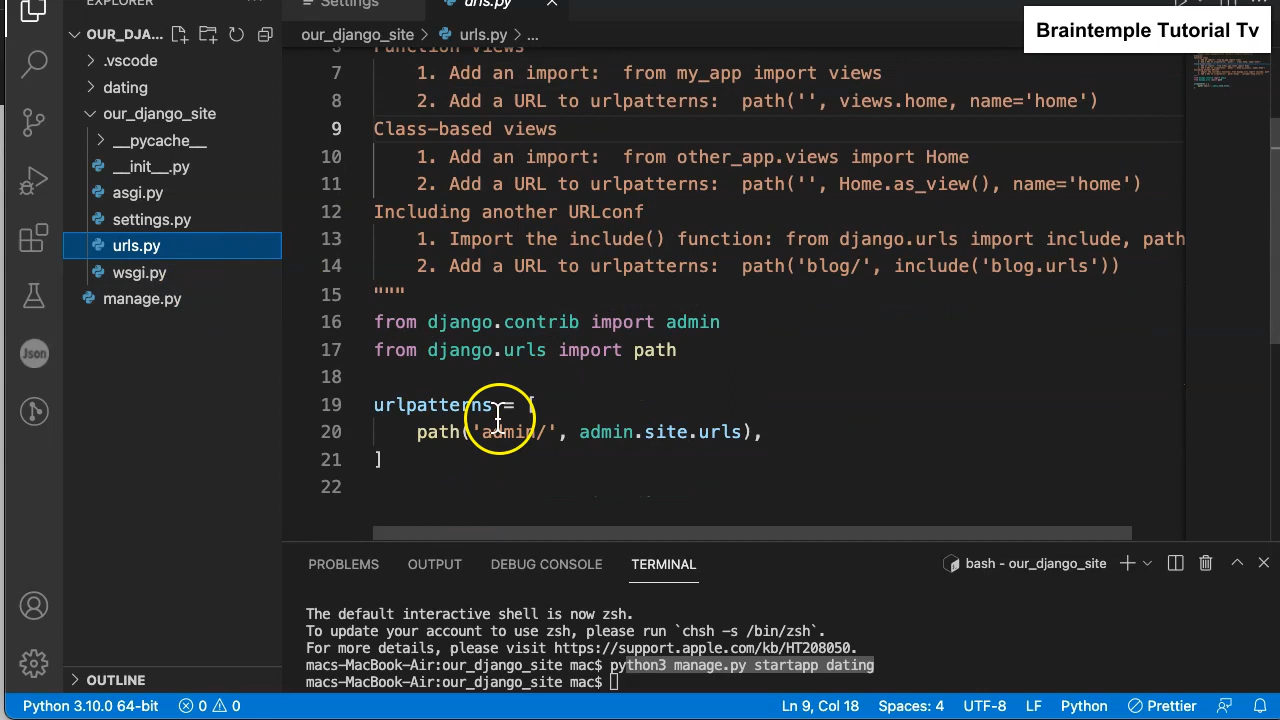 Settings
urls.py
Braintemple Tutorial Tv
OUR_DJA...
our_django_site > urls.py > ...
.vscode
dating
our_django_site
__pycache__
__init__.py
asgi.py
settings.py
urls.py
wsgi.py
manage.py
Json
6 Function views
7 1. Add an import:  from my_app import views
8 2. Add a URL to urlpatterns:  path('', views.home, name='home')
9 Class-based views
10 1. Add an import:  from other_app.views import Home
11 2. Add a URL to urlpatterns:  path('', Home.as_view(), name='home')
12 Including another URLconf
13 1. Import the include() function: from django.urls import include, path
14 2. Add a URL to urlpatterns:  path('blog/', include('blog.urls'))
15 """
16 from django.contrib import admin
17 from django.urls import path
18
19 urlpatterns = [
20 path('admin/', admin.site.urls),
21 ]
22
PROBLEMS OUTPUT DEBUG CONSOLE TERMINAL
bash - our_django_site
The default interactive shell is now zsh.
To update your account to use zsh, please run `chsh -s /bin/zsh`.
For more details, please visit https://support.apple.com/kb/HT208050.
macs-MacBook-Air:our_django_site mac$ python3 manage.py startapp dating
macs-MacBook-Air:our_django_site mac$
OUTLINE
Python 3.10.0 64-bit 0 0 Ln 9, Col 18 Spaces: 4 UTF-8 LF Python Prettier